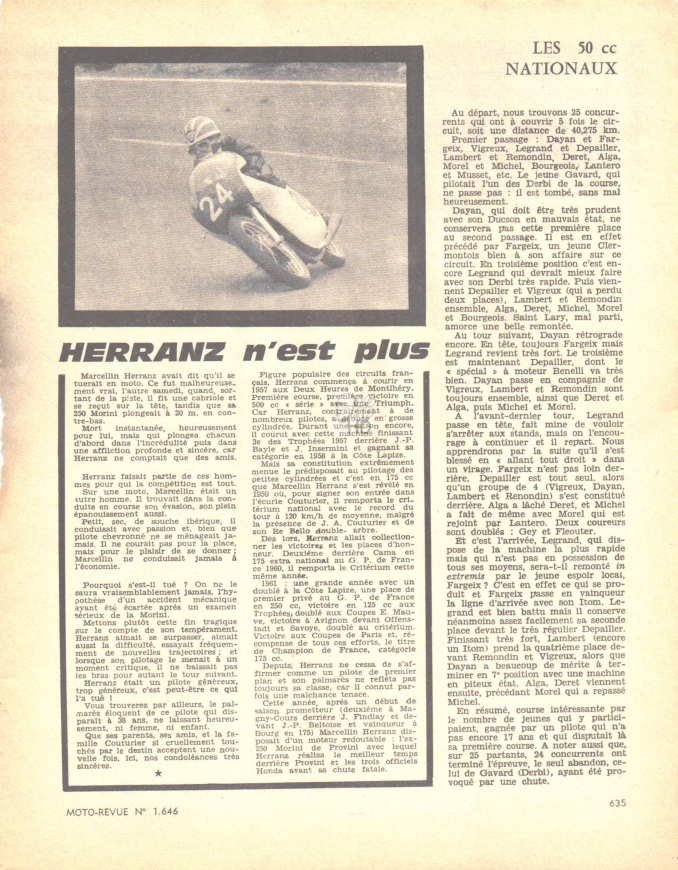 HERRANZ n'est plus
Marcellin Herranz avait dit qu'il se
tuerait en moto. Ce fut malheureuse-
ment vrai, l'autre semaine, quand, sor-
tant de la piste, il fit une cabriole et
se reçut sur la tête, tandis que sa
250 Morini plongeait à 20 m. en con-
tre-bas.
Mort instantanée, heureusement
pour lui, mais qui plongea chacun
d'abord dans l'incrédulité puis dans
une affliction profonde et sincère, car
Herranz ne comptait que des amis.
Herranz faisait partie de ces hom-
mes pour qui la compétition est tout.
Sur une moto, Marcellin était un
autre homme. Il trouvait dans la con-
duite en course son évasion, son plein
épanouissement aussi.
Petit, sec, de souche ibérique, il
conduisait avec passion et, bien que
pilote chevronné ne se ménageait ja-
mais. Il ne courait pas pour la place,
mais pour le plaisir de se donner ;
Marcellin ne conduisait jamais à
l'économie.
Pourquoi s'est-il tué ? On ne le
saura vraisemblablement jamais, l'hy-
pothèse d'un accident mécanique
ayant été écartée après un examen
sérieux de la Morini.
Mettons plutôt cette fin tragique
sur le compte de son tempérament.
Herranz aimait se surpasser, aimait
aussi la difficulté, essayait fréquem-
ment de nouvelles trajectoires ; et
lorsque son pilotage le menait à un
moment critique, il ne baissait pas
les bras pour autant le tour suivant.
Herranz était un pilote généreux,
trop généreux, c'est peut-être ce qui
l'a tué !
Vous trouverez par ailleurs, le pal-
marès éloquent de ce pilote qui dis-
paraît à 38 ans, ne laissant heureu-
sement, ni femme, ni enfant.
Que ses parents, ses amis, et la fa-
mille Couturier si cruellement tou-
chés par le destin acceptent une nou-
velle fois, ici, nos condoléances très
sincères.
Figure populaire des circuits fran-
çais, Herranz commença à courir en
1957 aux Deux Heures de Montlhéry.
Première course, première victoire en
500 cc « série » avec une Triumph.
Car Herranz, contrairement à de
nombreux pilotes, a débuté en grosse
cylindrée. Durant une saison encore,
il courut avec cette machine finissant
3e des Trophées 1957 derrière J.-P.
Bayle et J. Insermini et gagnant sa
catégorie en 1958 à la Côte Lapize.
Mais sa constitution extrêmement
menue le prédisposait au pilotage des
petites cylindrées et c'est en 175 cc
que Marcellin Herranz s'est révélé en
1959 où, pour signer son entrée dans
l'écurie Couturier, il remporta le cri-
térium national avec le record du
tour à 120 km/h de moyenne, malgré
la présence de J. A. Couturier et de
son Re Bello double- arbre.
Dès lors, Herranz allait collection-
ner les victoires et les places d'hon-
neur. Deuxième derrière Cama en
175 extra national au G. P. de Fran-
ce 1960, il remporta le Critérium cette
même année.
1961 : une grande année avec un
doublé à la Côte Lapize, une place de
premier privé au G. P. de France
en 250 cc, victoire en 125 cc aux
Trophées, doublé aux Coupes E. Mau-
ve, victoire à Avignon devant Offens-
tadt et Savoye, doublé au critérium.
Victoire aux Coupes de Paris et, ré-
compense de tous ces efforts, le titre
de Champion de France, catégorie
175 cc.
Depuis, Herranz ne cessa de s'af-
firmer comme un pilote de premier
plan et son palmarès ne refléta pas
toujours sa classe, car il connut par-
fois une malchance tenace.
Cette année, après un début de
saison prometteur (deuxième à Ma-
gny-Cours derrière J. Findlay et de-
vant J.-P. Beltoise et vainqueur à
Bourg en 175) Marcellin Herranz dis-
posait d'un moteur redoutable : l'ex-
250 Morini de Provini avec lequel
Herranz réalisa le meilleur temps
derrière Provini et les trois officiels
Honda avant sa chute fatale.
LES 50 cc
NATIONAUX
Au départ, nous trouvons 25 concur-
rents qui ont à couvrir 5 fois le cir-
cuit, soit une distance de 40,275 km.
Premier passage : Dayan et Far-
geix, Vigreux, Legrand et Depailler,
Lambert et Remondin, Deret, Alga,
Morel et Michel, Bourgeois, Lantero
et Musset, etc. Le jeune Gavard, qui
pilotait l'un des Derbi de la course,
ne passe pas : il est tombé, sans mal
heureusement.
Dayan, qui doit être très prudent
avec son Ducson en mauvais état, ne
conservera pas cette première place
au second passage. Il est en effet
précédé par Fargeix, un jeune Cler-
montois bien à son affaire sur ce
circuit. En troisième position c'est en-
core Legrand qui devrait mieux faire
avec son Derbi très rapide. Puis vien-
nent Depailler et Vigreux (qui a perdu
deux places), Lambert et Remondin
ensemble, Alga, Deret, Michel, Morel
et Bourgeois. Saint Lary, mal parti,
amorce une belle remontée.
Au tour suivant, Dayan rétrograde
encore. En tête, toujours Fargeix mais
Legrand revient très fort. Le troisième
est maintenant Depailler, dont le
« spécial » à moteur Benelli va très
bien. Dayan passe en compagnie de
Vigreux, Lambert et Remondin sont
toujours ensemble, ainsi que Deret et
Alga, puis Michel et Morel.
A l'avant-dernier tour, Legrand
passe en tête, fait mine de vouloir
s'arrêter aux stands, mais on l'encou-
rage à continuer et il repart. Nous
apprendrons par la suite qu'il s'est
blessé en « allant tout droit » dans
un virage. Fargeix n'est pas loin der-
rière. Depailler est tout seul, alors
qu'un groupe de 4 (Vigreux, Dayan,
Lambert et Renondin) s'est constitué
derrière. Alga a lâché Deret, et Michel
a fait de même avec Morel qui est
rejoint par Lantero. Deux coureurs
sont doublés : Gey et Fleouter.
Et c'est l'arrivée, Legrand, qui dis-
pose de la machine la plus rapide
mais qui n'est pas en possession de
tous ses moyens, sera-t-il remonté in
extremis par le jeune espoir local,
Fargeix ? C'est en effet ce qui se pro-
duit et Fargeix passe en vainqueur
la ligne d'arrivée avec son Itom. Le-
grand est bien battu mais il conserve
néanmoins assez facilement sa seconde
place devant le très régulier Depailler.
Finissant très fort, Lambert (encore
un Itom) prend la quatrième place de-
vant Remondin et Vigreux, alors que
Dayan a beaucoup de mérite à ter-
miner en 7e position avec une machine
en piteux état. Alga, Deret viennent
ensuite, précédant Morel qui a repassé
Michel.
En résumé, course intéressante par
le nombre de jeunes qui y partici-
paient, gagnée par un pilote qui n'a
pas encore 17 ans et qui disputait là
sa première course. A noter aussi que,
sur 25 partants, 24 concurrents ont
terminé l'épreuve, le seul abandon, ce-
lui de Gavard (Derbi), ayant été pro-
voqué par une chute.
24
MOTO-REVUE N° 1.646
635